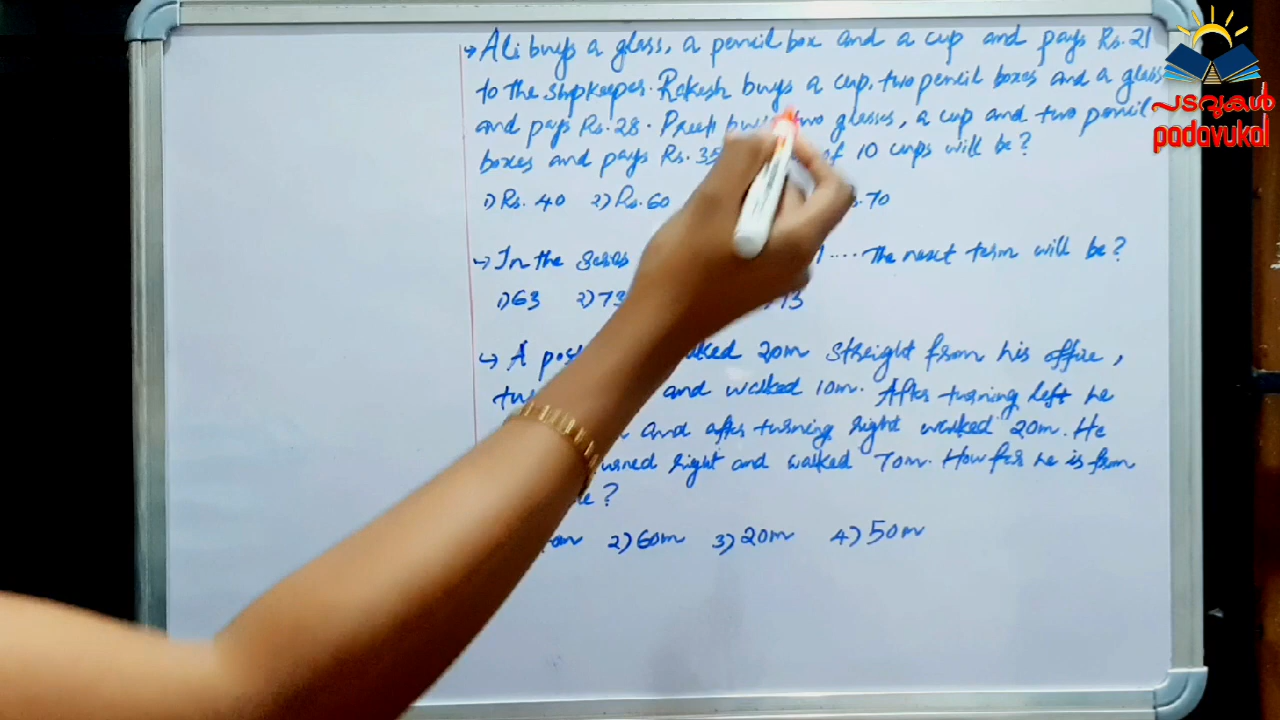 → Ali buys a glass, a pencil box and a cup and pays Rs.21
to the shpkeeper. Rakesh buys a cup, two pencil boxes and a glass
and pays Rs.28. Preeti two glasses, a cup and two pencil
boxes and pays Rs.35 of 10 cups will be?
1) Rs. 40 2) Rs. 60 70
→ In the series .... The next term will be?
1) 63 2) 73 13
→ A walked 20m streight from his office,
and walked 10m. After turning left he
and after turning right walked 20m. He
turned right and walked 70m. How far he is from
?
2) 60m 3) 20m 4) 50m
പടവുകൾ
padavukal